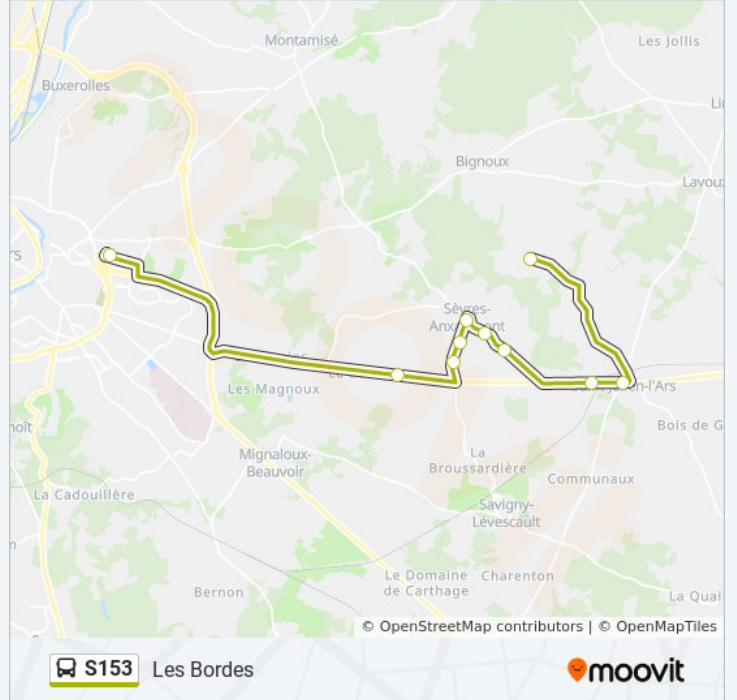 Montamisé
Les Jollis
Buxerolles
Bignoux
Lavoux
Sèvres-
Anxaumont
Les Magnoux
-l'Ars
Bois de G
Mignaloux-
Beauvoir
La
Broussardière
Communaux
La Cadouillère
Savigny-
Lévescault
Le Domaine
de Carthage
Charenton
Bernon
La Quai
© OpenStreetMap contributors | © OpenMapTiles
S153
Les Bordes
moovit